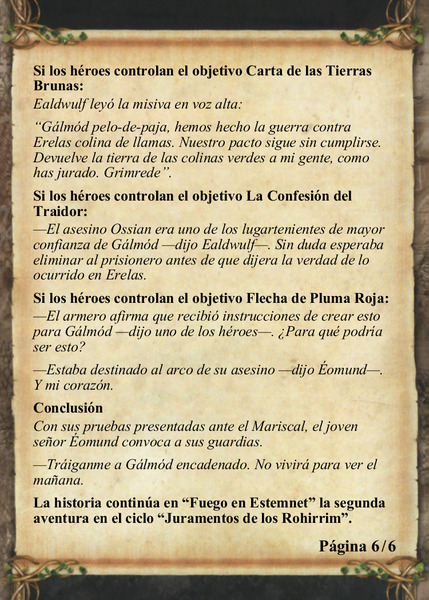 Si los héroes controlan el objetivo Carta de las Tierras
Brunas:
Ealdwulf leyó la misiva en voz alta:
“Gálmód pelo-de-paja, hemos hecho la guerra contra
Erelas colina de llamas. Nuestro pacto sigue sin cumplirse.
Devuelve la tierra de las colinas verdes a mi gente, como
has jurado. Grimrede”.
Si los héroes controlan el objetivo La Confesión del
Traidor:
—El asesino Ossian era uno de los lugartenientes de mayor
confianza de Gálmód —dijo Ealdwulf—. Sin duda esperaba
eliminar al prisionero antes de que dijera la verdad de lo
ocurrido en Erelas.
Si los héroes controlan el objetivo Flecha de Pluma Roja:
—El armero afirma que recibió instrucciones de crear esto
para Gálmód —dijo uno de los héroes—. ¿Para qué podría
ser esto?
—Estaba destinado al arco de su asesino —dijo Éomund—.
Y mi corazón.
Conclusión
Con sus pruebas presentadas ante el Mariscal, el joven
señor Éomund convoca a sus guardias.
—Tráiganme a Gálmód encadenado. No vivirá para ver el
mañana.
La historia continúa en “Fuego en Estemnet” la segunda
aventura en el ciclo “Juramentos de los Rohirrim”.
Página 6/6